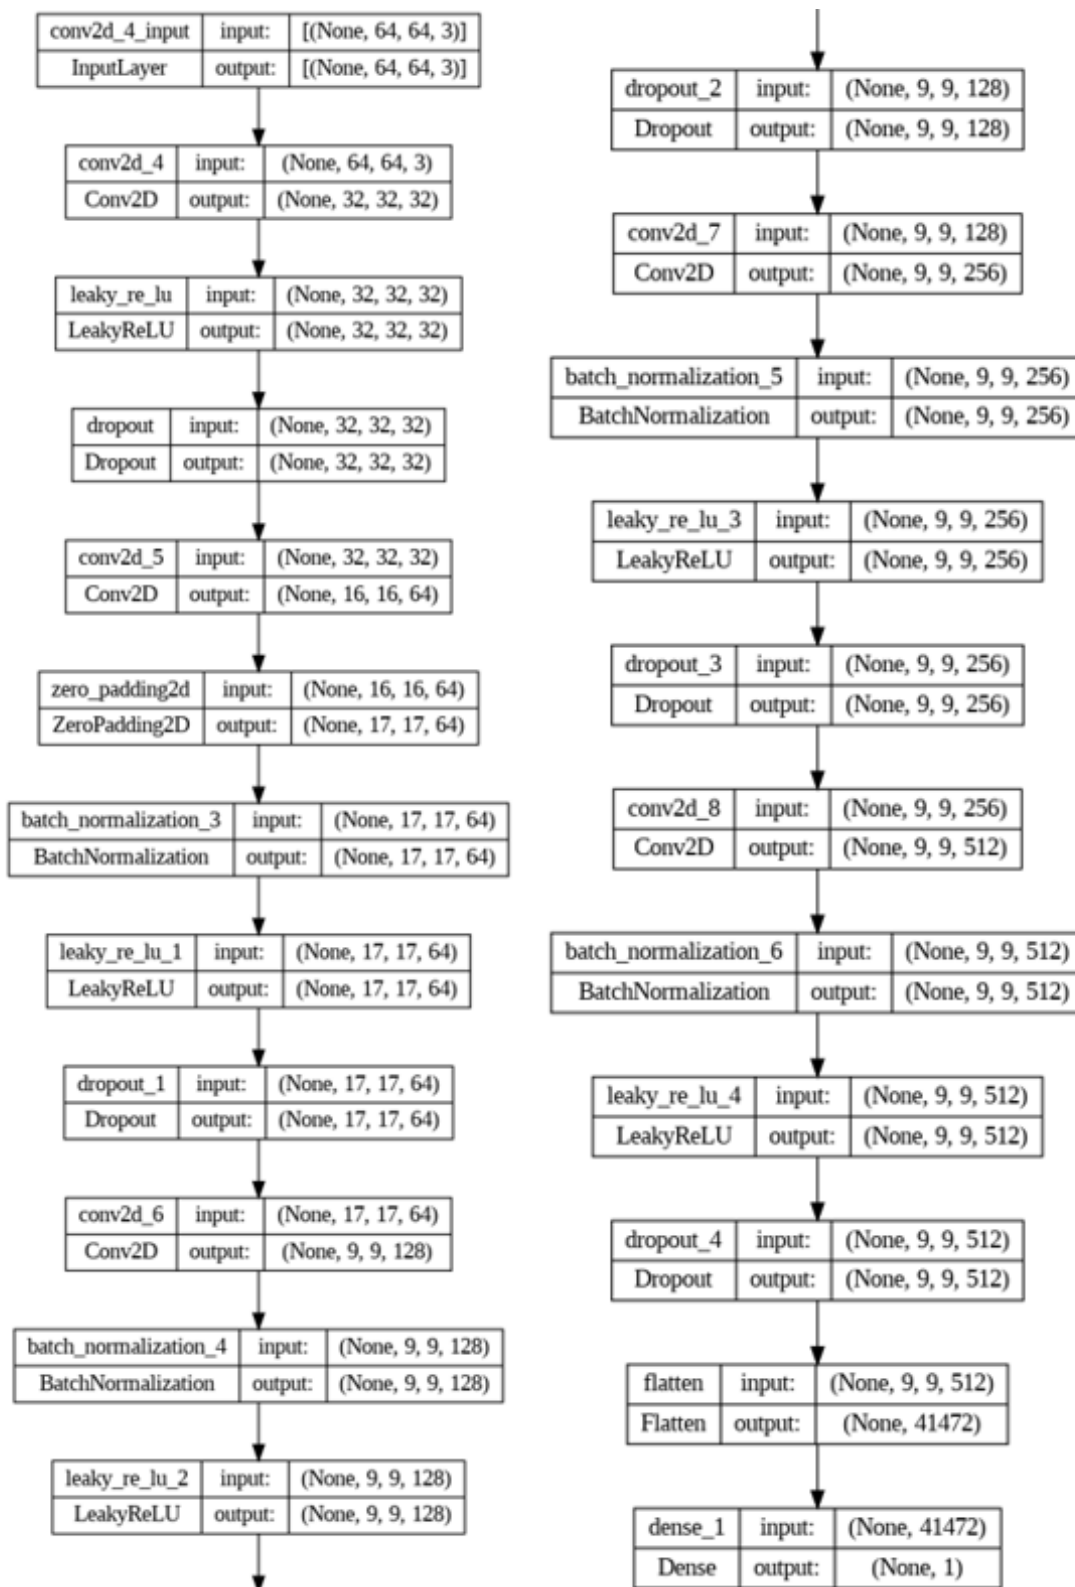 conv2d_4_input input: [(None, 64, 64, 3)]
InputLayer output: [(None, 64, 64, 3)]
conv2d_4 input: (None, 64, 64, 3)
Conv2D output: (None, 32, 32, 32)
leaky_re_lu input: (None, 32, 32, 32)
LeakyReLU output: (None, 32, 32, 32)
dropout input: (None, 32, 32, 32)
Dropout output: (None, 32, 32, 32)
conv2d_5 input: (None, 32, 32, 32)
Conv2D output: (None, 16, 16, 64)
zero_padding2d input: (None, 16, 16, 64)
ZeroPadding2D output: (None, 17, 17, 64)
batch_normalization_3 input: (None, 17, 17, 64)
BatchNormalization output: (None, 17, 17, 64)
leaky_re_lu_1 input: (None, 17, 17, 64)
LeakyReLU output: (None, 17, 17, 64)
dropout_1 input: (None, 17, 17, 64)
Dropout output: (None, 17, 17, 64)
conv2d_6 input: (None, 17, 17, 64)
Conv2D output: (None, 9, 9, 128)
batch_normalization_4 input: (None, 9, 9, 128)
BatchNormalization output: (None, 9, 9, 128)
leaky_re_lu_2 input: (None, 9, 9, 128)
LeakyReLU output: (None, 9, 9, 128)
dropout_2 input: (None, 9, 9, 128)
Dropout output: (None, 9, 9, 128)
conv2d_7 input: (None, 9, 9, 128)
Conv2D output: (None, 9, 9, 256)
batch_normalization_5 input: (None, 9, 9, 256)
BatchNormalization output: (None, 9, 9, 256)
leaky_re_lu_3 input: (None, 9, 9, 256)
LeakyReLU output: (None, 9, 9, 256)
dropout_3 input: (None, 9, 9, 256)
Dropout output: (None, 9, 9, 256)
conv2d_8 input: (None, 9, 9, 256)
Conv2D output: (None, 9, 9, 512)
batch_normalization_6 input: (None, 9, 9, 512)
BatchNormalization output: (None, 9, 9, 512)
leaky_re_lu_4 input: (None, 9, 9, 512)
LeakyReLU output: (None, 9, 9, 512)
dropout_4 input: (None, 9, 9, 512)
Dropout output: (None, 9, 9, 512)
flatten input: (None, 9, 9, 512)
Flatten output: (None, 41472)
dense_1 input: (None, 41472)
Dense output: (None, 1)